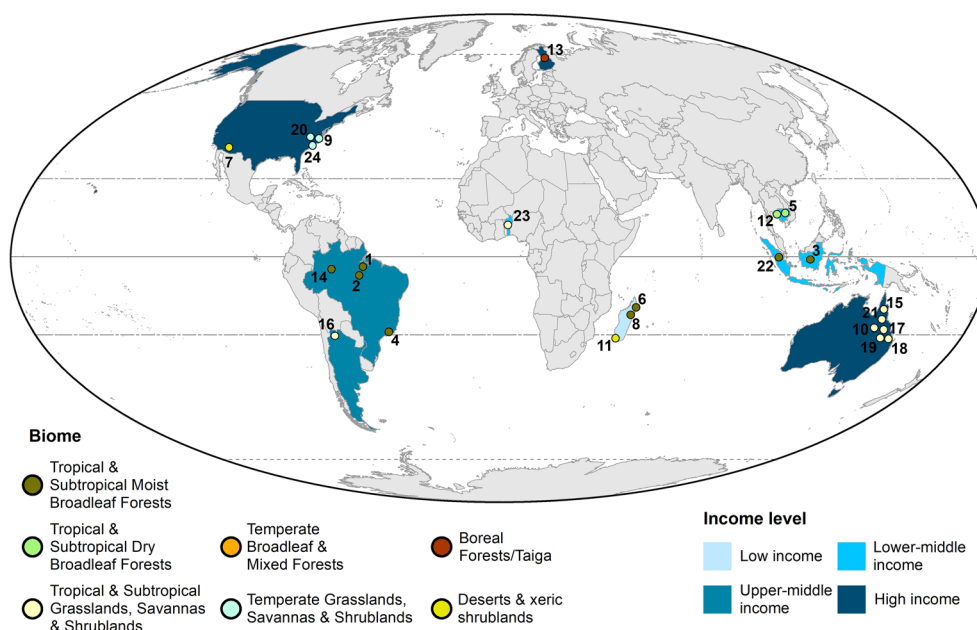 13
20
9
7
24
23
5
12
3
22
1
14
2
6
15
21
8
16
10
17
4
11
19
18
Biome
Tropical &
Subtropical Moist
Broadleaf Forests
Tropical &
Subtropical Dry
Broadleaf Forests
Temperate
Broadleaf &
Mixed Forests
Boreal
Forests/Taiga
Tropical & Subtropical
Grasslands, Savannas
& Shrublands
Temperate Grasslands,
Savannas & Shrublands
Deserts & xeric
shrublands
Income level
Low income
Lower-middle
income
Upper-middle
income
High income